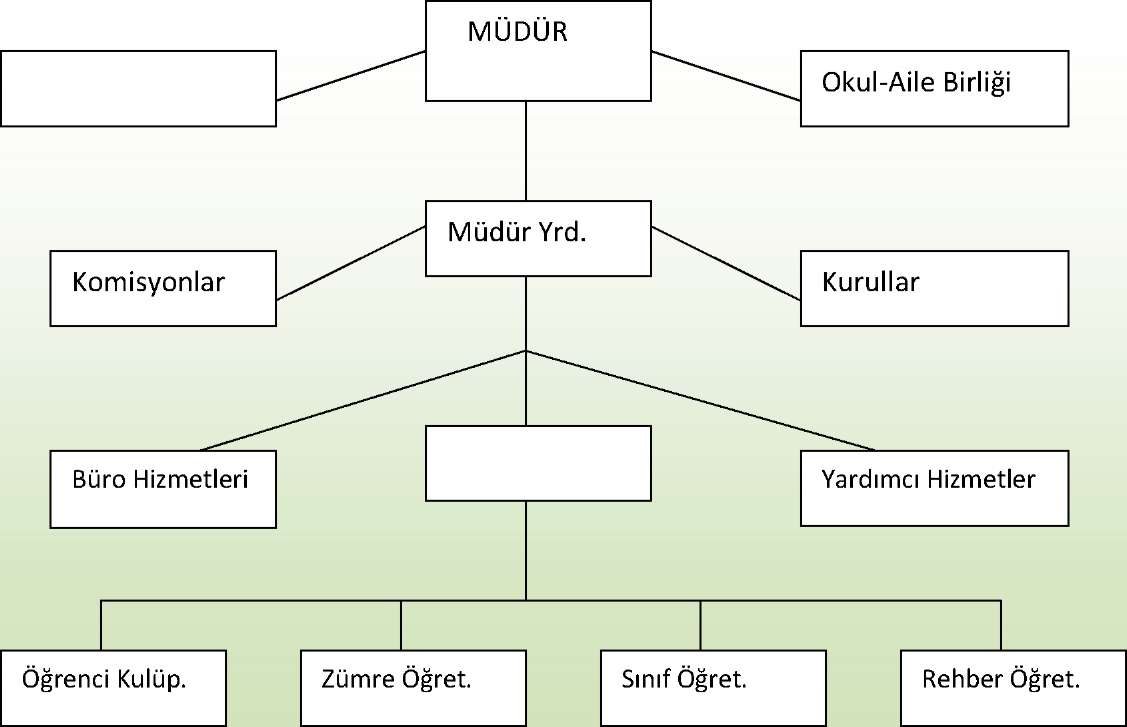 MÜDÜR
Okul-Aile Birliği
Müdür Yrd.
Komisyonlar
Kurullar
Büro Hizmetleri
Yardımcı Hizmetler
Öğrenci Kulüp.
Zümre Öğret.
Sınıf Öğret.
Rehber Öğret.